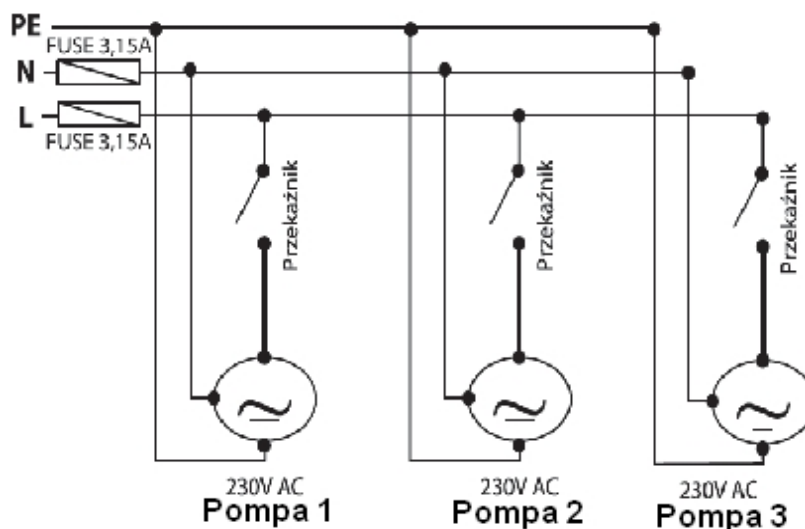 PE
FUSE 3,15A
N
L
FUSE 3,15A
Przekaźnik
Przekaźnik
Przekaźnik
230V AC
Pompa 1
230V AC
Pompa 2
230V AC
Pompa 3